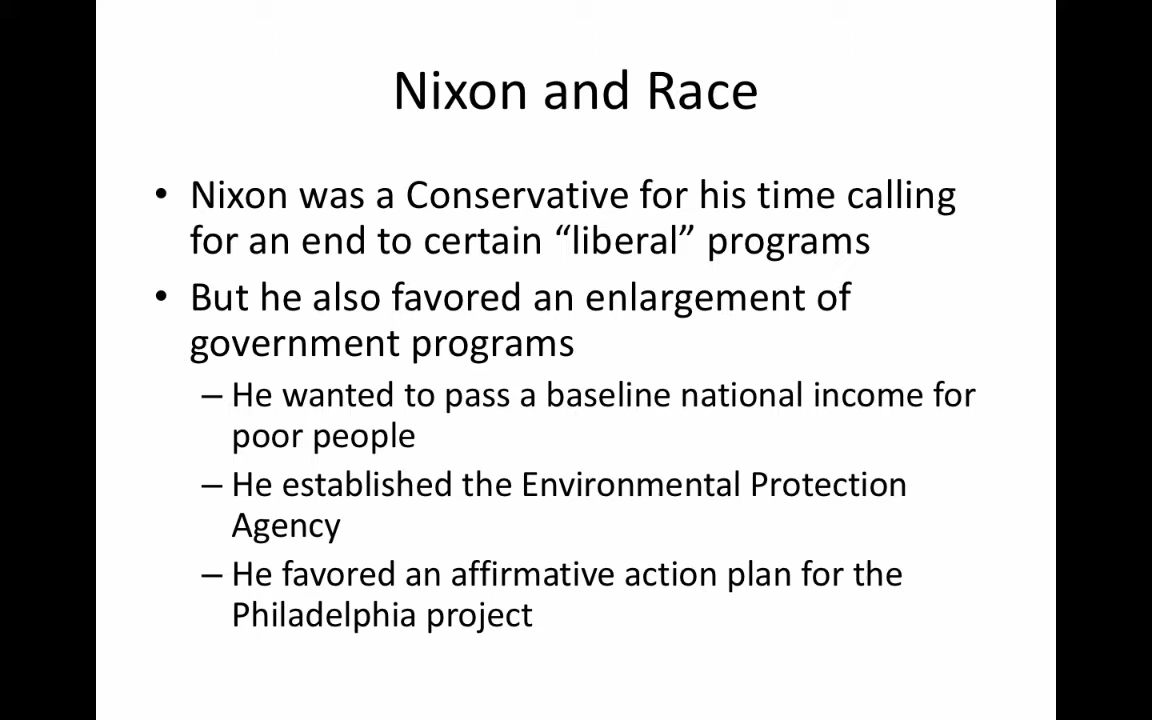 Nixon and Race
• Nixon was a Conservative for his time calling
for an end to certain “liberal” programs
• But he also favored an enlargement of
government programs
– He wanted to pass a baseline national income for
poor people
– He established the Environmental Protection
Agency
– He favored an affirmative action plan for the
Philadelphia project